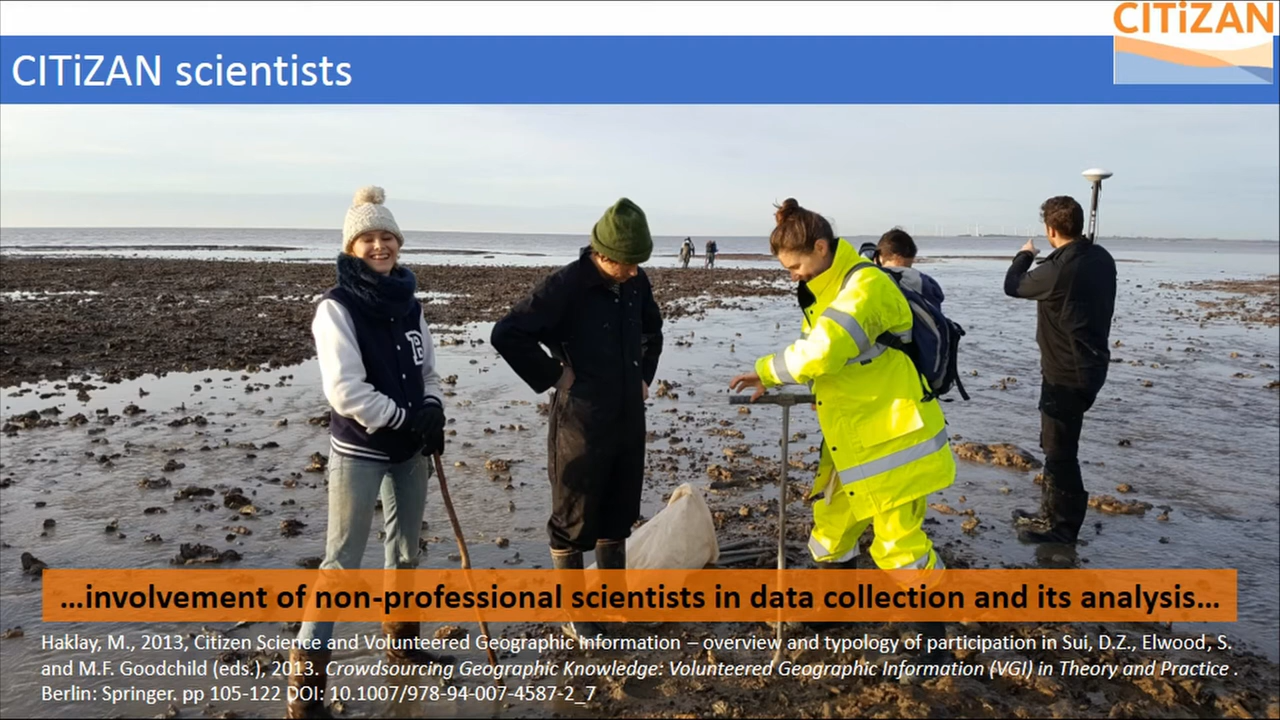 CITiZAN
CITiZAN scientists
B
...involvement of non-professional scientists in data collection and its analysis...
Haklay, M., 2013, Citizen Science and Volunteered Geographic Information – overview and typology of participation in Sui, D.Z., Elwood, S.
and M.F. Goodchild (eds.), 2013. Crowdsourcing Geographic Knowledge: Volunteered Geographic Information (VGI) in Theory and Practice .
Berlin: Springer. pp 105-122 DOI: 10.1007/978-94-007-4587-2_7